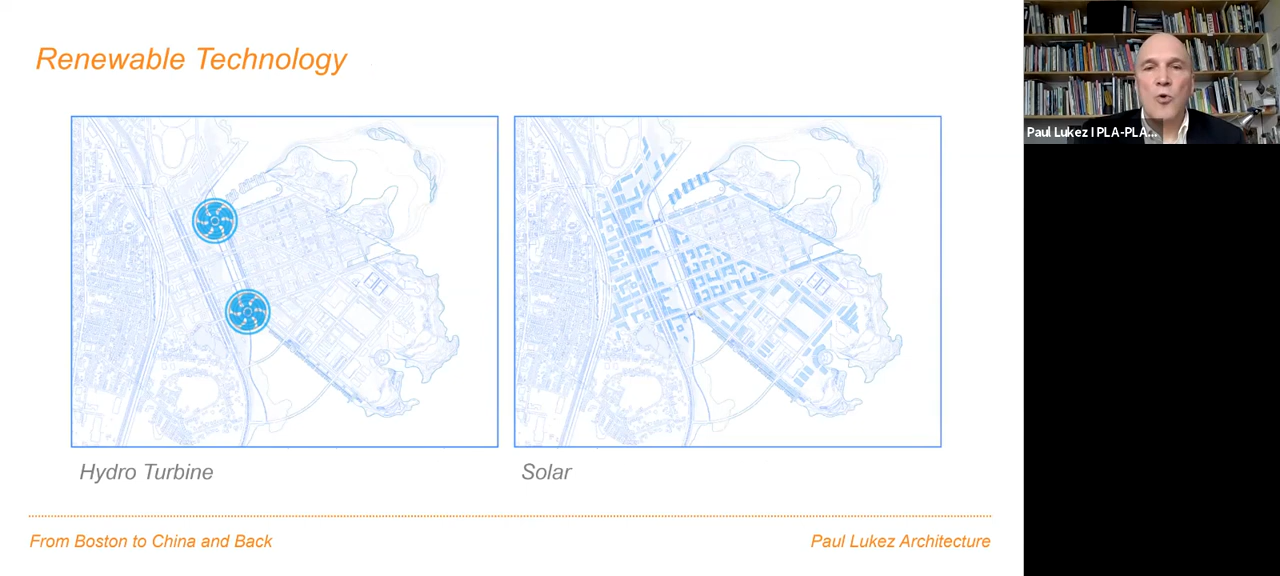 Renewable Technology
Paul Lukez I PLA-PLA...
Hydro Turbine
Solar
From Boston to China and Back
Paul Lukez Architecture